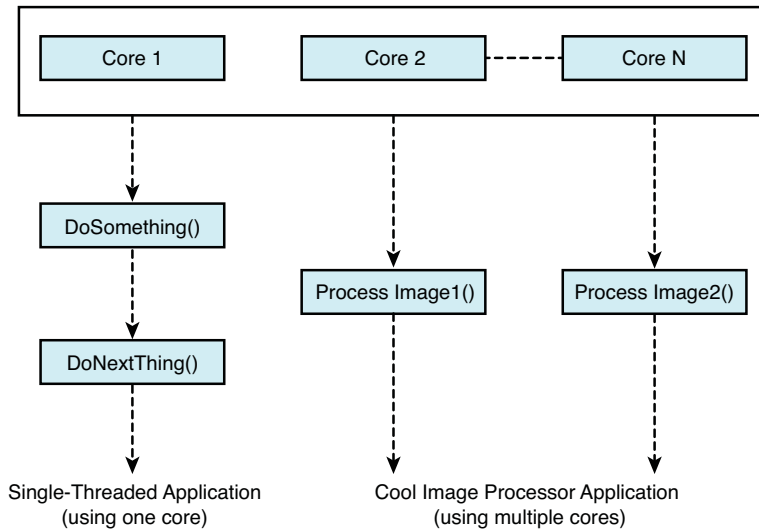 Core 1
Core 2
Core N
DoSomething()
Process Image1()
Process Image2()
DoNextThing()
Single-Threaded Application
(using one core)
Cool Image Processor Application
(using multiple cores)